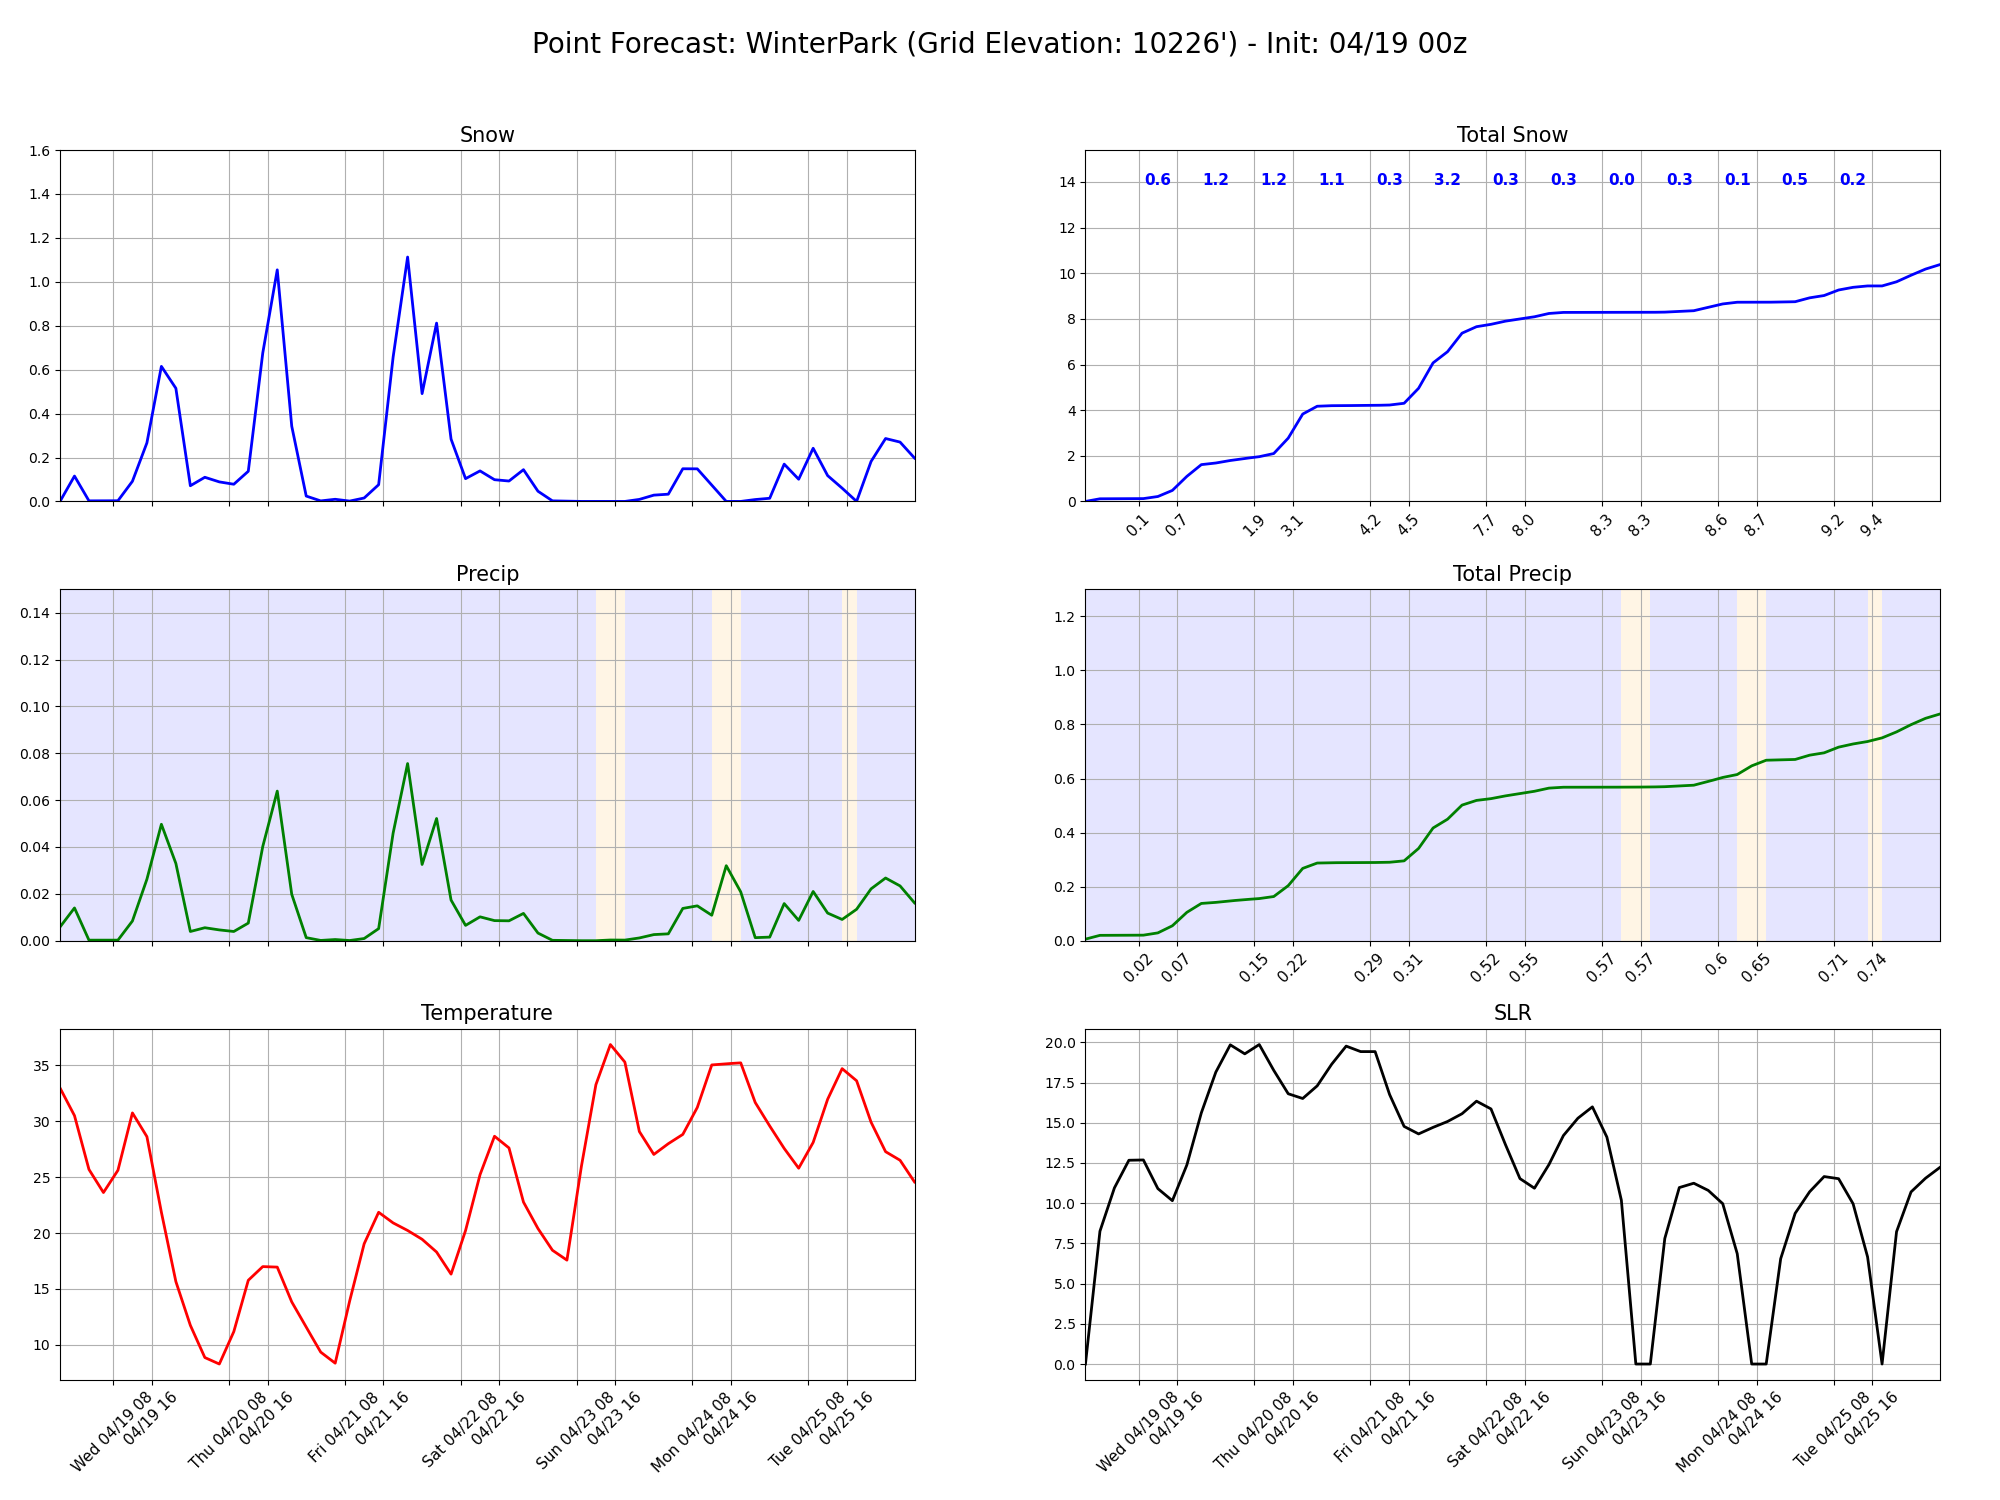 Point Forecast: WinterPark (Grid Elevation: 10226') - Init: 04/19 00z
Snow
1.6
1.4
1.2
1.0
0.8
0.6
0.4
0.2
0.0
Total Snow
0.6 1.2 1.2 1.1 0.3 3.2 0.3 0.3 0.0 0.3 0.1 0.5 0.2
14
12
10
8
6
4
2
0
0.1 0.7 1.9 3.1 4.2 4.5 7.7 8.0 8.3 8.3 8.6 8.7 9.2 9.4
Precip
0.14
0.12
0.10
0.08
0.06
0.04
0.02
0.00
Total Precip
1.2
1.0
0.8
0.6
0.4
0.2
0.0
0.02 0.07 0.15 0.22 0.29 0.31 0.52 0.55 0.57 0.57 0.6 0.65 0.71 0.74
Temperature
35
30
25
20
15
10
Wed 04/19 08
04/19 16
Thu 04/20 08
04/20 16
Fri 04/21 08
04/21 16
Sat 04/22 08
04/22 16
Sun 04/23 08
04/23 16
Mon 04/24 08
04/24 16
Tue 04/25 08
04/25 16
SLR
20.0
17.5
15.0
12.5
10.0
7.5
5.0
2.5
0.0
Wed 04/19 08
04/19 16
Thu 04/20 08
04/20 16
Fri 04/21 08
04/21 16
Sat 04/22 08
04/22 16
Sun 04/23 08
04/23 16
Mon 04/24 08
04/24 16
Tue 04/25 08
04/25 16